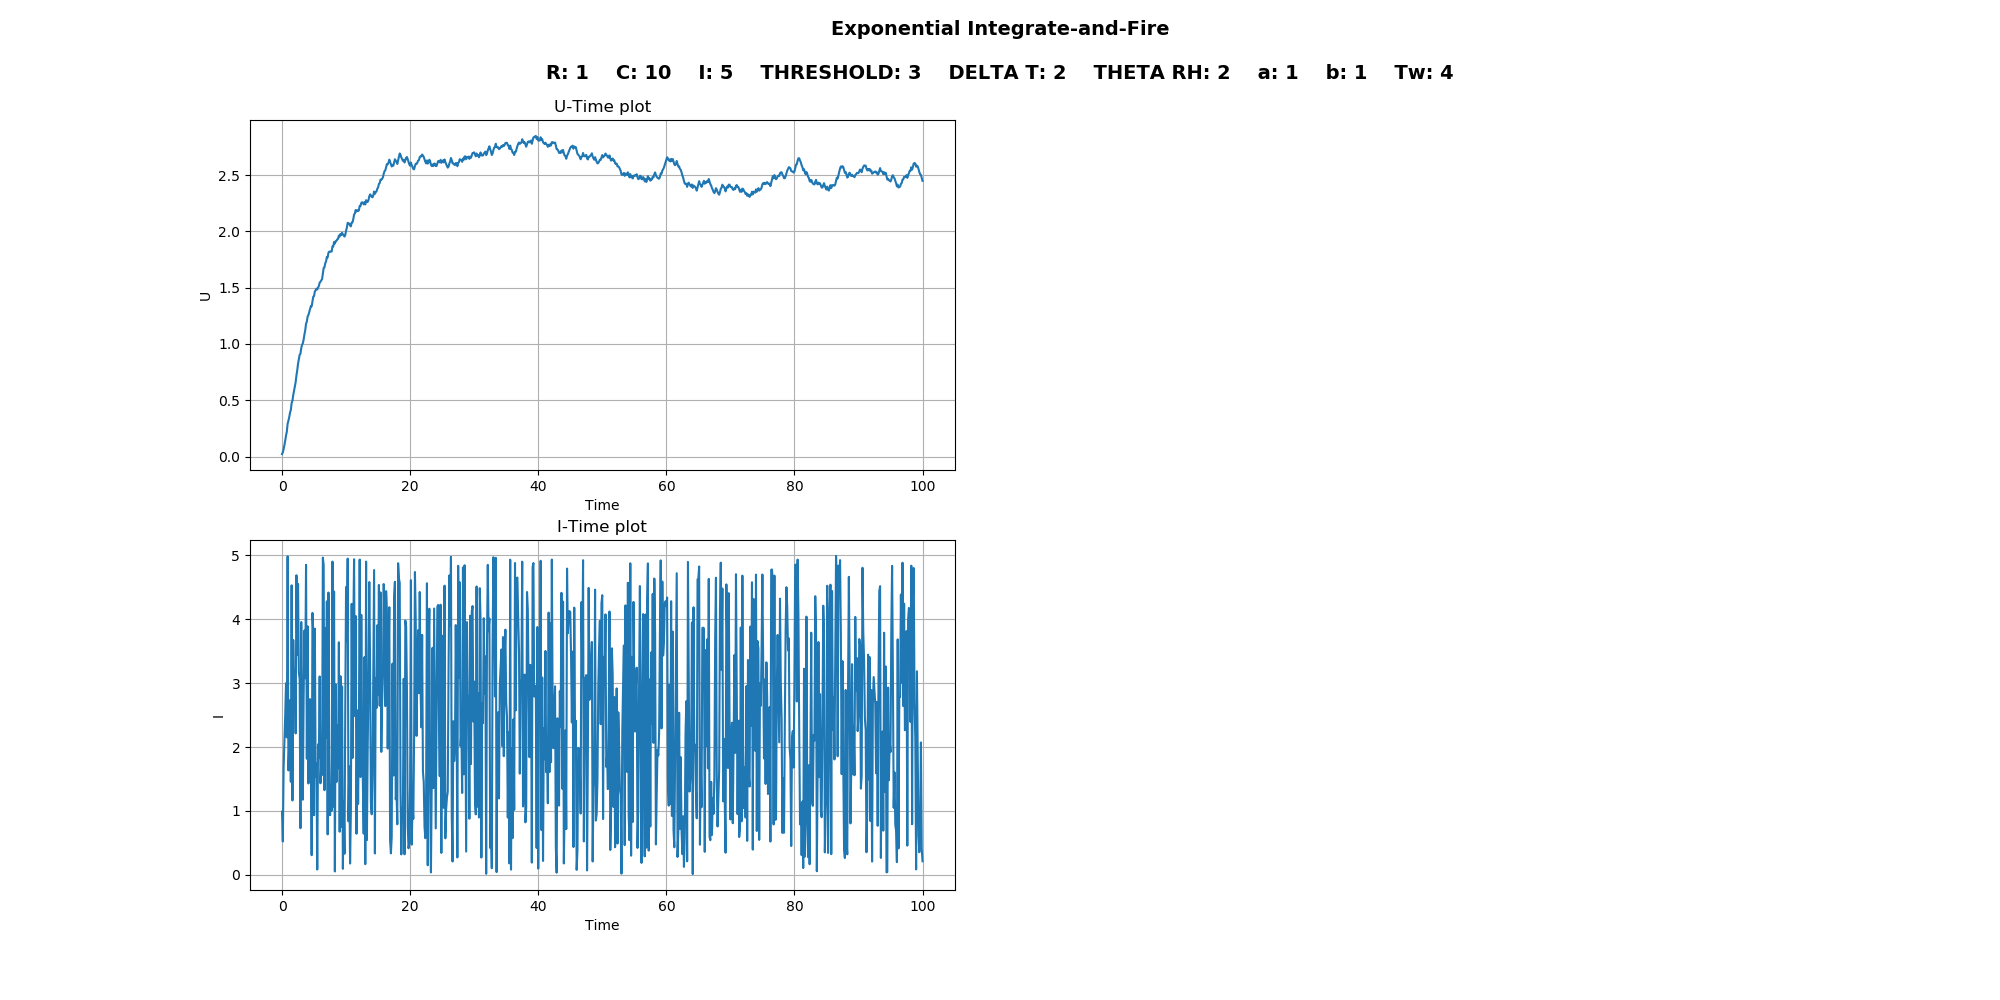 Exponential Integrate-and-Fire
R: 1 C: 10 I: 5 THRESHOLD: 3 DELTA T: 2 THETA RH: 2 a: 1 b: 1 Tw: 4
U-Time plot
2.5
2.0
1.5
1.0
0.5
0.0
U
0 20 40 60 80 100
Time
I-Time plot
5
4
3
2
1
0
I
0 20 40 60 80 100
Time